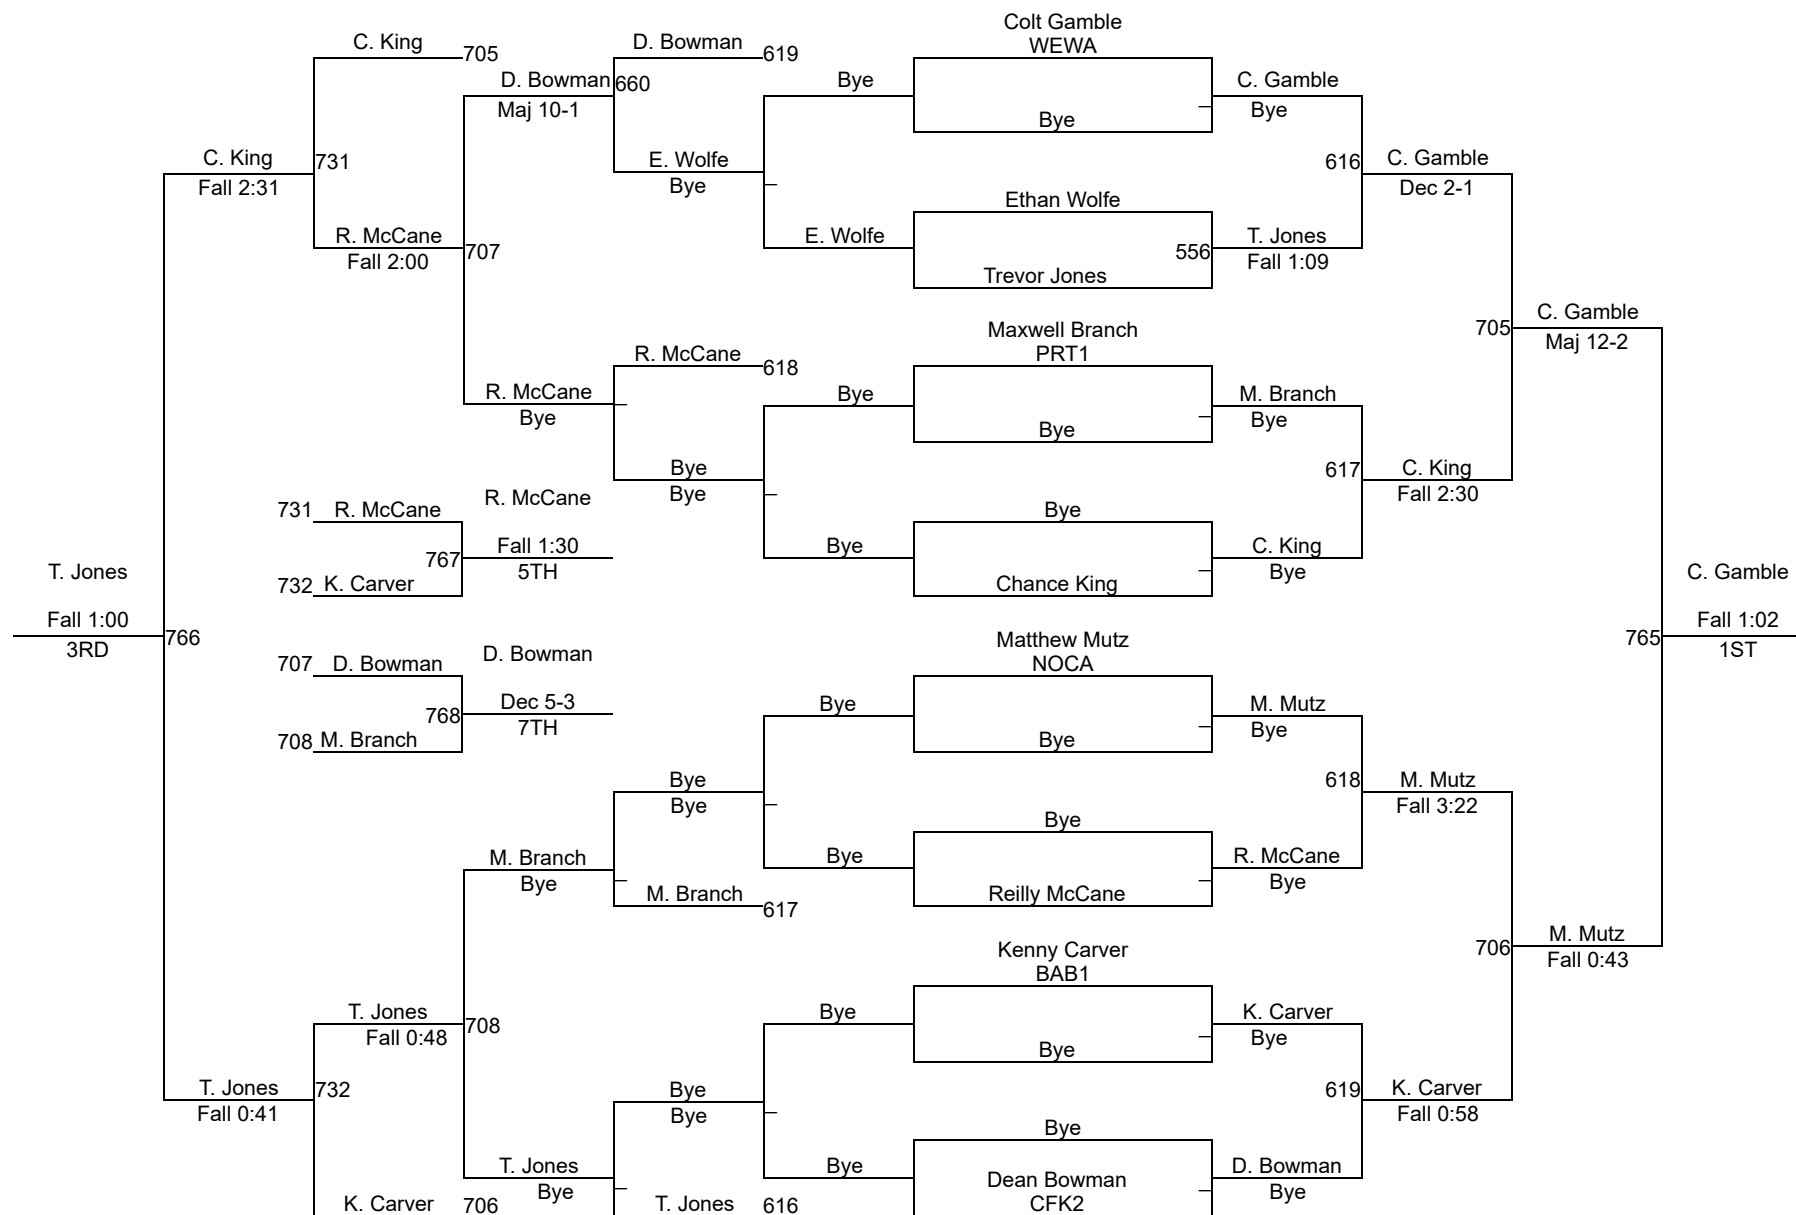 Colt Gamble
C. King
D. Bowman
WEWA
705
619
D. Bowman
660
Bye
C. Gamble
Maj 10-1
Bye
Bye
C. King
731
E. Wolfe
616
C. Gamble
Fall 2:31
Bye
Dec 2-1
Ethan Wolfe
R. McCane
E. Wolfe
T. Jones
Fall 2:00
707
556
Fall 1:09
Trevor Jones
C. Gamble
Maxwell Branch
705
R. McCane
PRT1
Maj 12-2
618
R. McCane
Bye
M. Branch
Bye
Bye
Bye
Bye
617
C. King
R. McCane
Bye
Fall 2:30
731
R. McCane
Bye
767
Fall 1:30
Bye
C. King
T. Jones
5TH
Bye
C. Gamble
732
K. Carver
Chance King
Fall 1:00
Fall 1:02
766
Matthew Mutz
765
3RD
D. Bowman
1ST
707
D. Bowman
NOCA
Dec 5-3
Bye
M. Mutz
768
7TH
Bye
708
M. Branch
Bye
Bye
618
M. Mutz
Bye
Fall 3:22
Bye
M. Branch
Bye
R. McCane
Bye
Bye
M. Branch
Reilly McCane
617
M. Mutz
Kenny Carver
706
Fall 0:43
BAB1
T. Jones
Bye
K. Carver
Fall 0:48
708
Bye
Bye
T. Jones
732
Bye
619
K. Carver
Fall 0:41
Bye
Fall 0:58
Bye
T. Jones
Bye
D. Bowman
Bye
Dean Bowman
Bye
K. Carver
706
T. Jones
616
CFK2